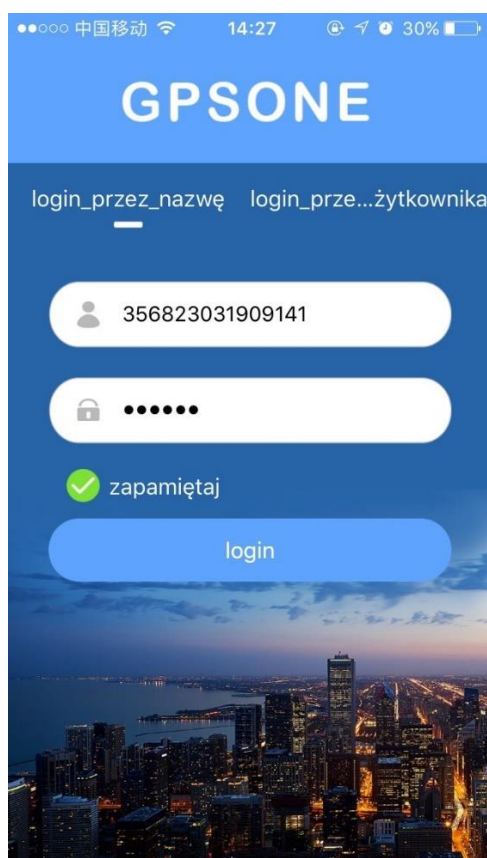 中国移动 14:27 30%
GPSONE
login_przez_nazwę login_prze...żytkownika
356823031909141
••••••
zapamiętaj
login